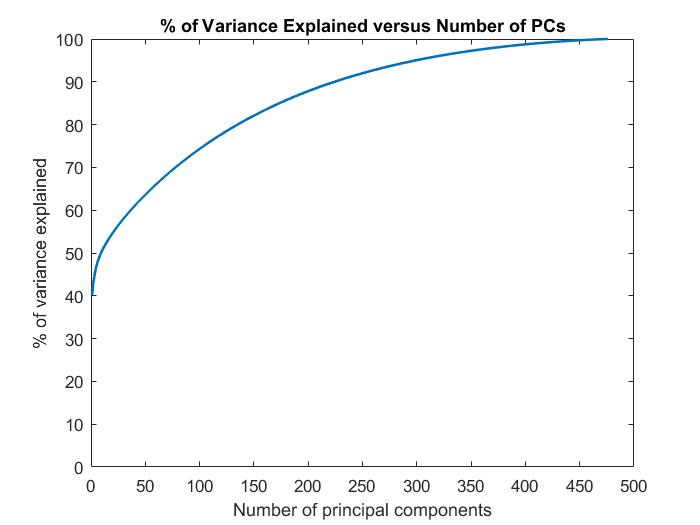 % of Variance Explained versus Number of PCs
100
90
80
70
60
50
40
30
20
10
0
% of variance explained
0 50 100 150 200 250 300 350 400 450 500
Number of principal components